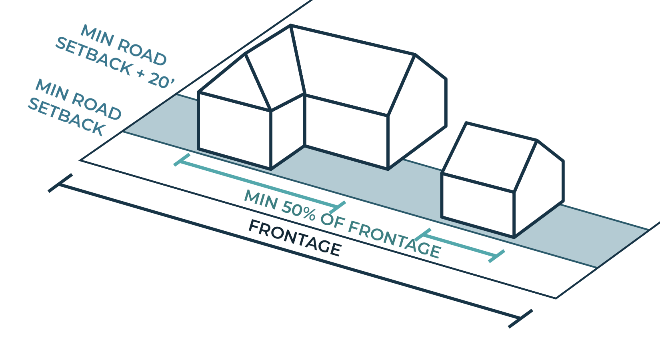 MIN ROAD
SETBACK + 20'
MIN ROAD
SETBACK
MIN 50% OF FRONTAGE
FRONTAGE